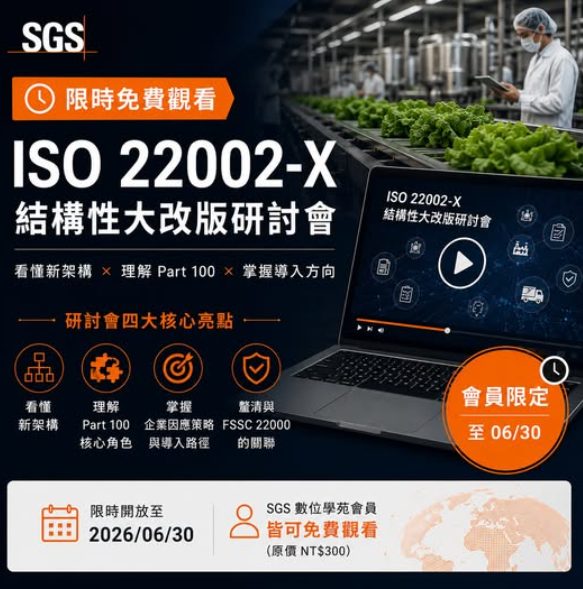 SGS
限時免費觀看
ISO 22002-X
結構性大改版研討會
看懂新架構 × 理解 Part 100 × 掌握導入方向
ISO 22002-X
結構性大改版研討會
研討會四大核心亮點
看懂
新架構
理解
Part 100
核心角色
掌握
企業因應策略
與導入路徑
釐清與
FSSC 22000
的關聯
會員限定
至 06/30
限時開放至
2026/06/30
SGS 數位學苑會員
皆可免費觀看
(原價 NT$300)